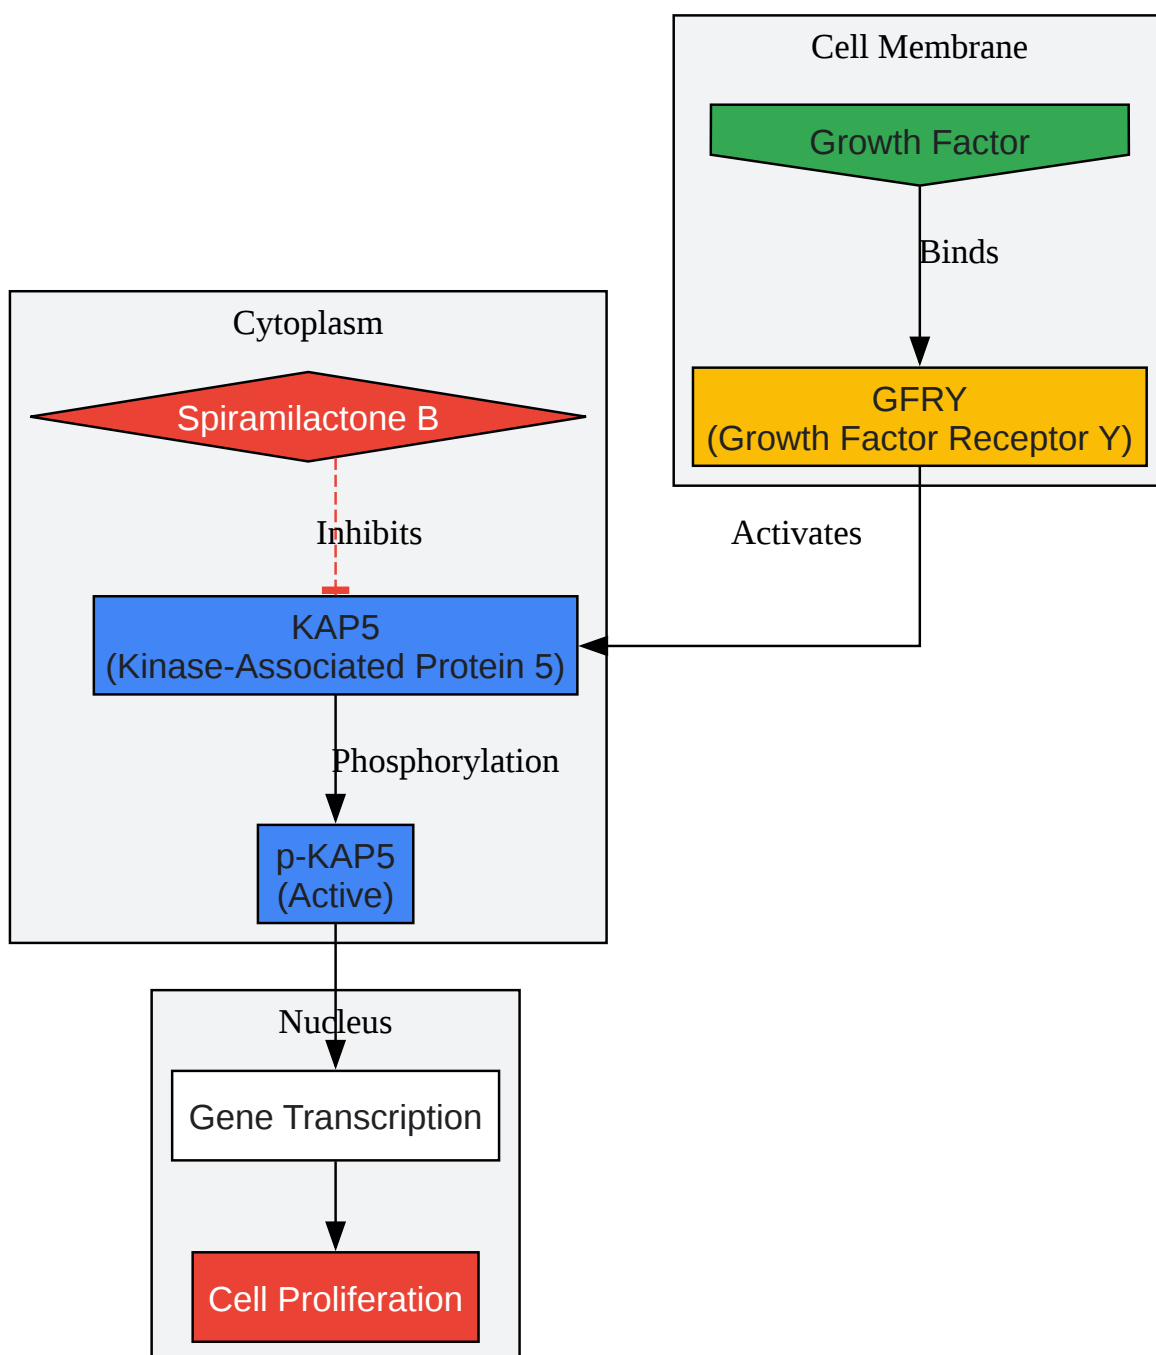 Cell Membrane
Growth Factor
Binds
GFRY
(Growth Factor Receptor Y)
Activates
Cytoplasm
Spiramilactone B
Inhibits
KAP5
(Kinase-Associated Protein 5)
Phosphorylation
p-KAP5
(Active)
Nucleus
Gene Transcription
Cell Proliferation